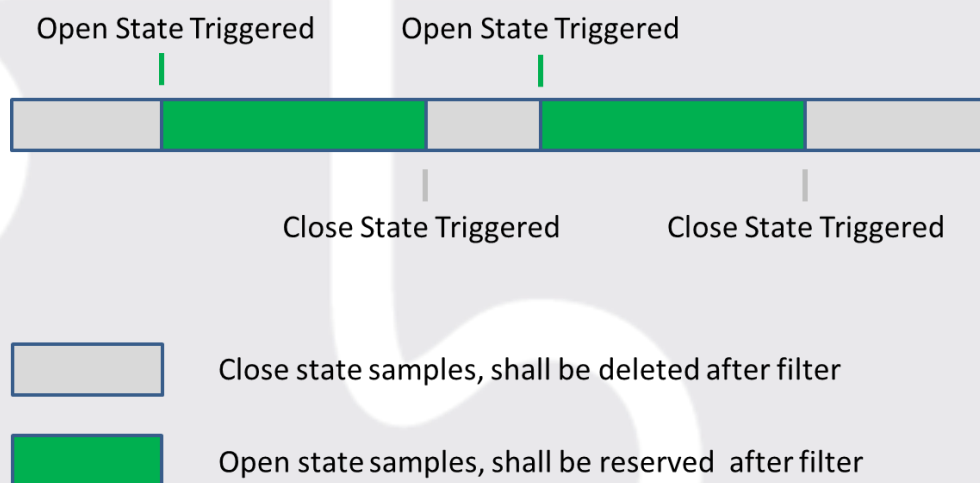 Open State Triggered
Open State Triggered
Close State Triggered
Close State Triggered
Close state samples, shall be deleted after filter
Open state samples, shall be reserved after filter